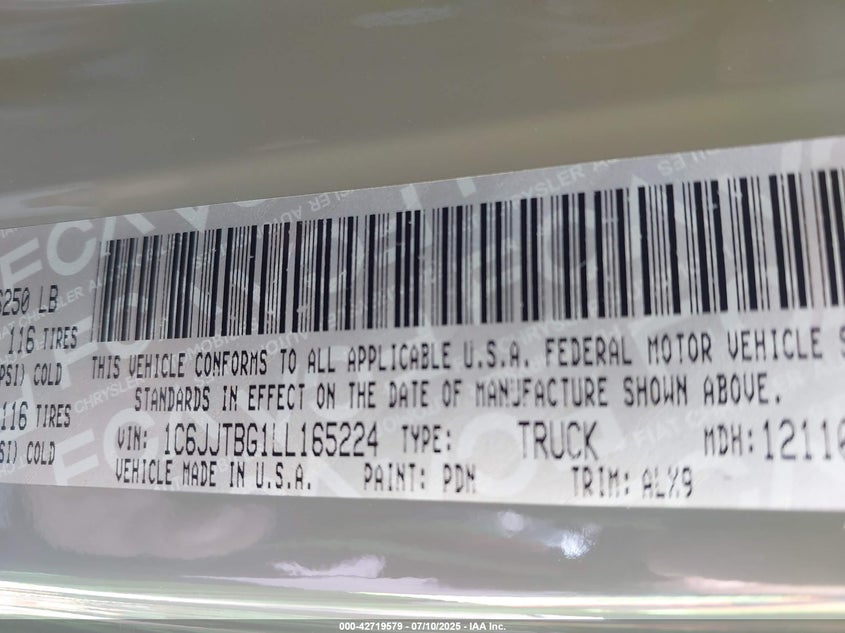 6250 LB
116 TIRES
PSI) COLD
116 TIRES
SI) COLD
THIS VEHICLE CONFORMS TO ALL APPLICABLE U.S.A. FEDERAL MOTOR VEHICLE S
STANDARDS IN EFFECT ON THE DATE OF MANUFACTURE SHOWN ABOVE.
VIN: 1C6JJTBG1LL165224 TYPE: TRUCK MDH: 12110
VEHICLE MADE IN U.S.A. PAINT: PDN TRIM: ALX9
000-42719579 - 07/10/2025 - IAA Inc.